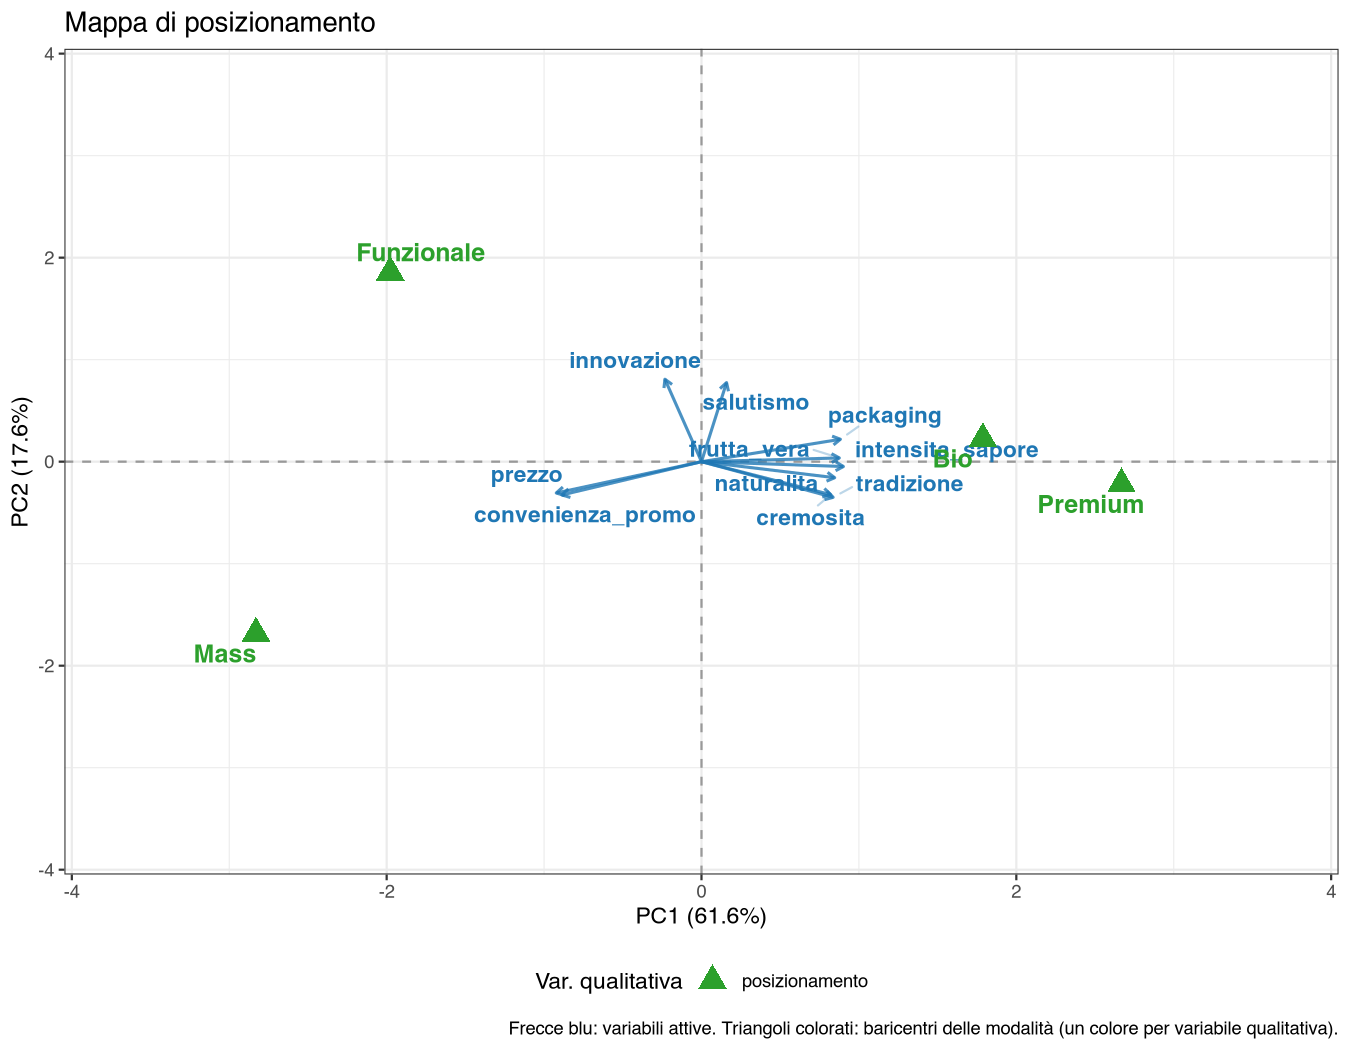 Mappa di posizionamento
4
2
0
-2
-4
PC2 (17.6%)
Funzionale
innovazione
salutismo
packaging
frutta_vera
intensita_sapore
Bio
prezzo
naturalita
tradizione
convenienza_promo
cremosita
Premium
Mass
-4
-2
0
2
4
PC1 (61.6%)
Var. qualitativa
posizionamento
Frecce blu: variabili attive. Triangoli colorati: baricentri delle modalità (un colore per variabile qualitativa).